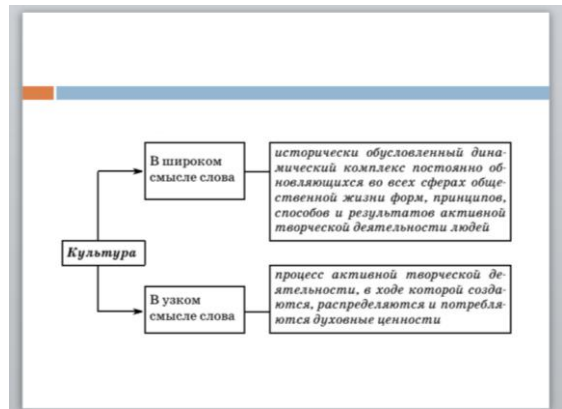 В широком
смысле слова
исторически обусловленный дина-
мический комплекс постоянно об-
новляющихся во всех сферах обще-
ственной жизни форм, принципов,
способов и результатов активной
творческой деятельности людей
Культура
В узком
смысле слова
процесс активной творческой де-
ятельности, в ходе которой созда-
ются, распределяются и потребля-
ются духовные ценности